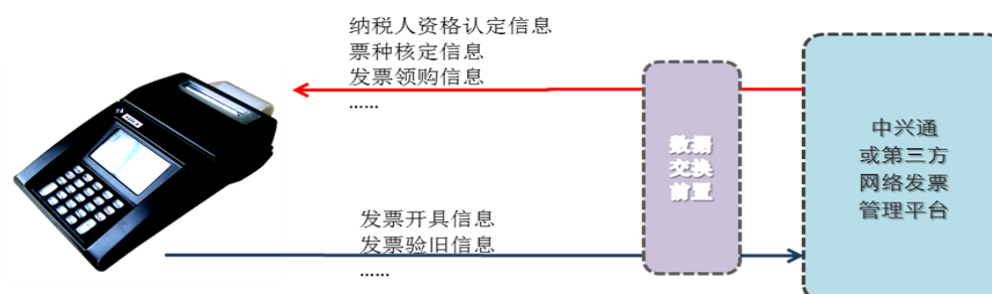 纳税人资格认定信息
票种核定信息
发票领购信息
......
数据
交换
前置
中兴通
或第三方
网络发票
管理平台
发票开具信息
发票验旧信息
......